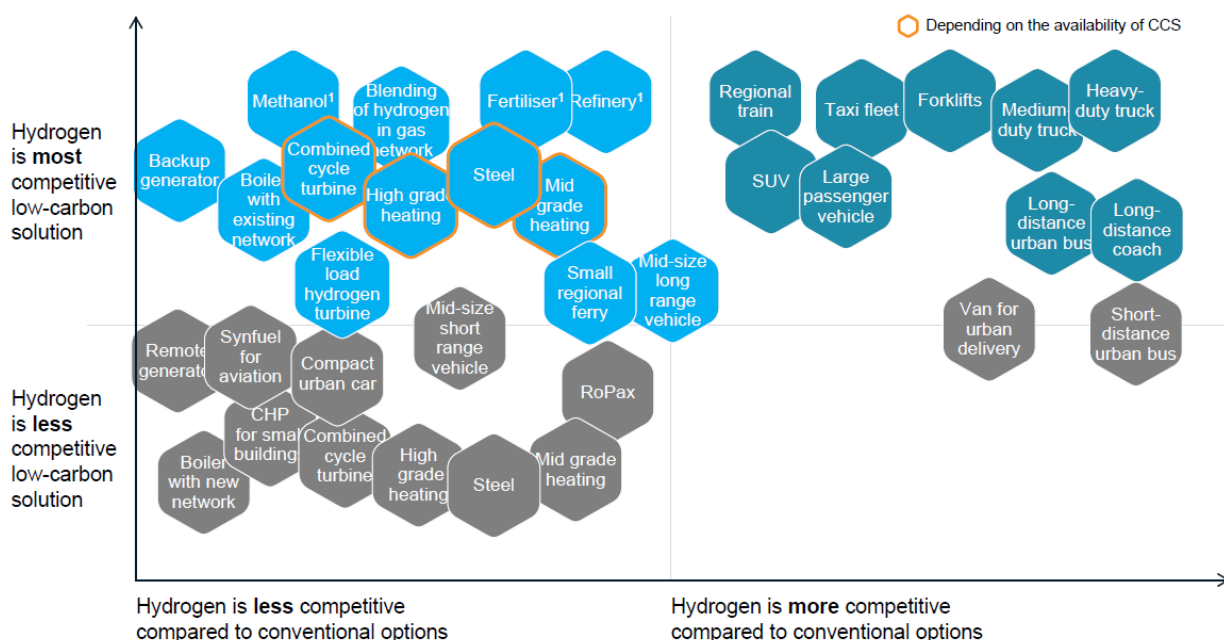 Depending on the availability of CCS
Hydrogen
is most
competitive
low-carbon
solution
Hydrogen
is less
competitive
low-carbon
solution
Methanol¹
Blending
of hydrogen
in gas
network
Fertiliser¹
Refinery¹
Regional
train
Taxi fleet
Forklifts
Medium-
duty truck
Heavy-
duty truck
Backup
generator
Boiler
with
existing
network
Combined
cycle
turbine
High grade
heating
Steel
Mid
grade
heating
SUV
Large
passenger
vehicle
Long-
distance
urban bus
Long-
distance
coach
Flexible
load
hydrogen
turbine
Mid-size
short
range
vehicle
Small
regional
ferry
Mid-size
long
range
vehicle
Van for
urban
delivery
Short-
distance
urban bus
Remote
generator
Synfuel
for
aviation
Compact
urban car
RoPax
CHP
for small
buildings
Boiler
with new
network
Combined
cycle
turbine
High
grade
heating
Steel
Mid grade
heating
Hydrogen is less competitive
compared to conventional options
Hydrogen is more competitive
compared to conventional options